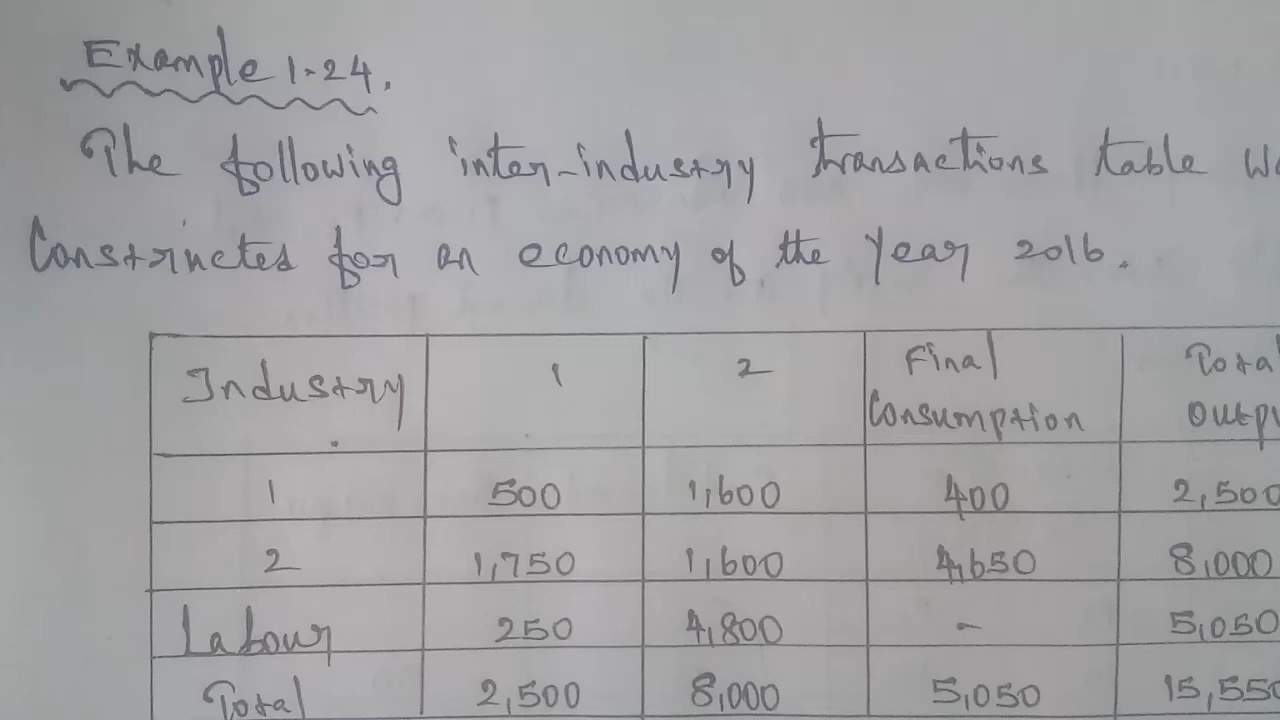 Example 1.24.
The following inter-industry transactions table
Constructed for an economy of the year 2016.
Industry 1 2 Final Consumption
1 500 1,600 400 2,500
2 1,750 1,600 4,650 8,000
Labour 250 4,800 - 5,050
Total 2,500 8,000 5,050